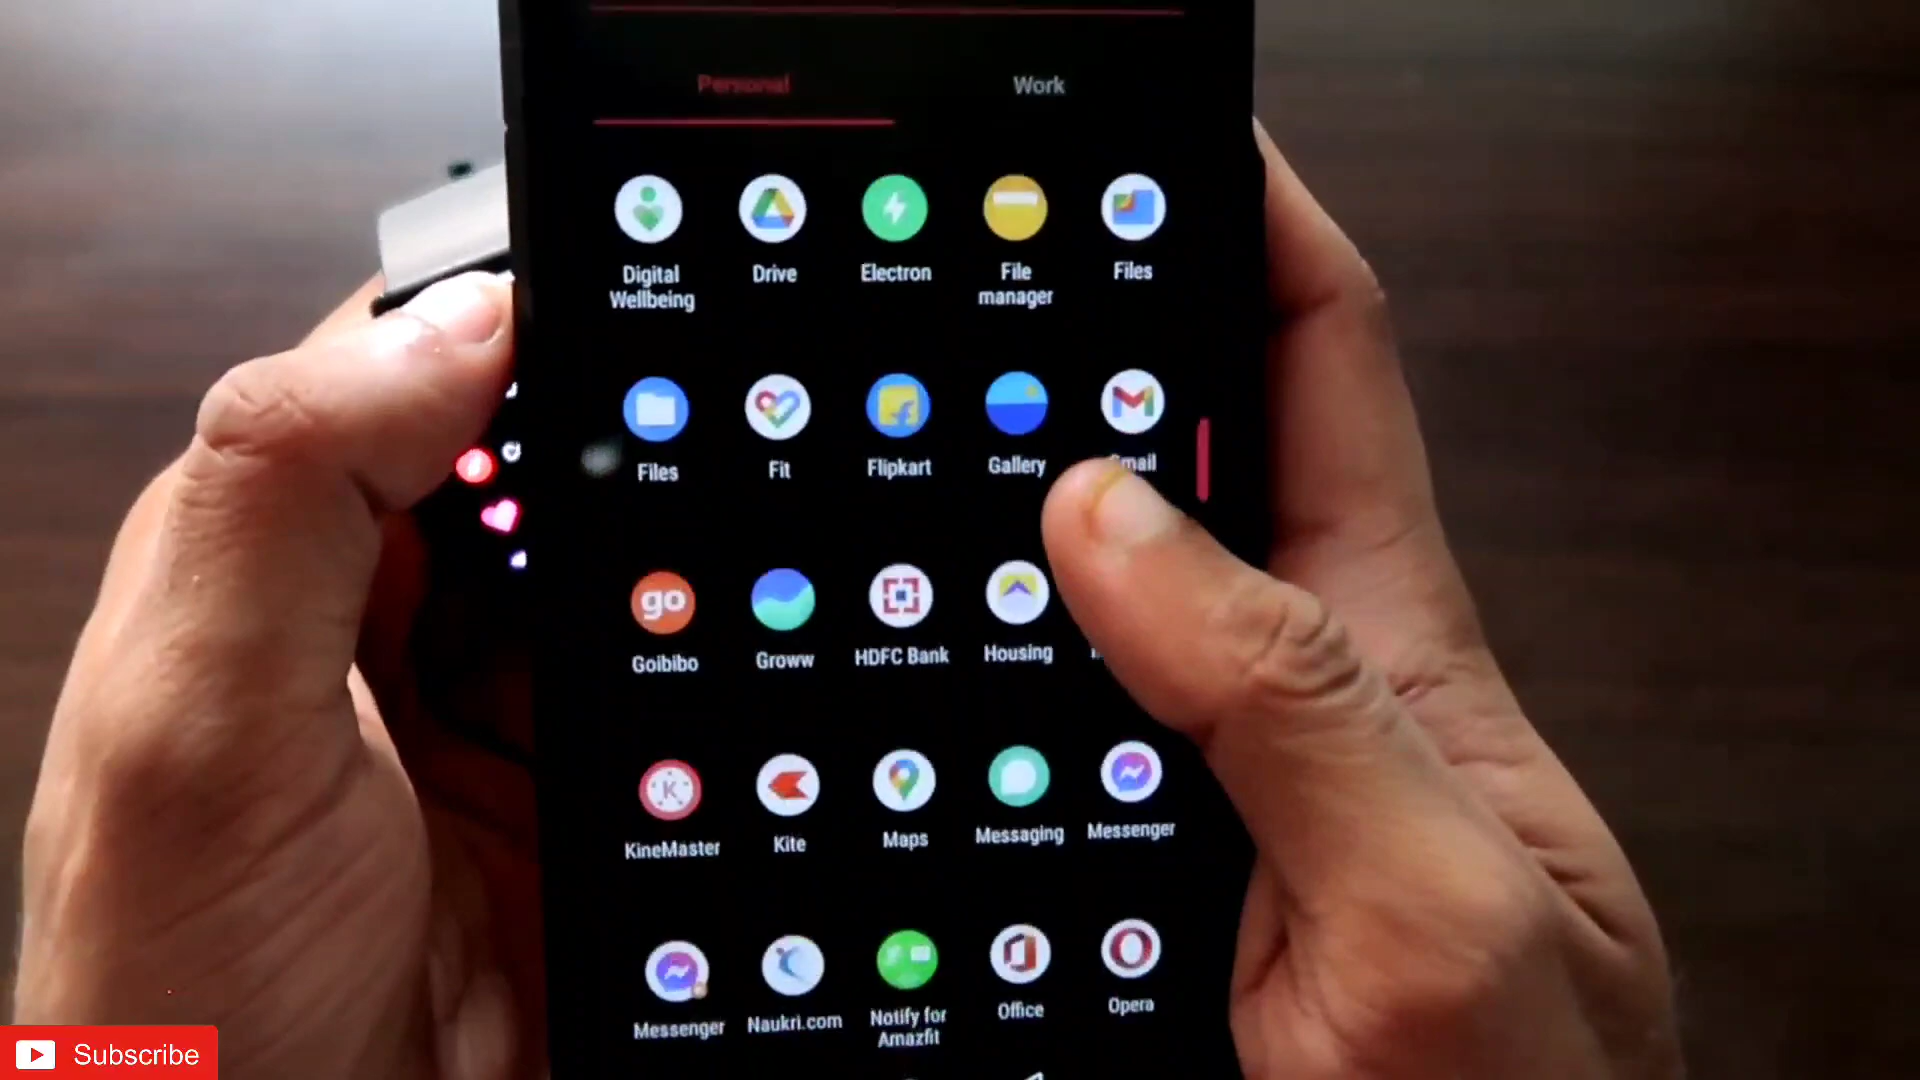 Personal Work
Digital Wellbeing
Drive
Electron
File manager
Files
Files
Fit
Flipkart
Gallery
go
Goibibo
Groww
HDFC Bank
Housing
K
KineMaster
Kite
Maps
Messaging
Messenger
Messenger
Naukri.com
Notify for Amazfit
Office
Opera
Subscribe